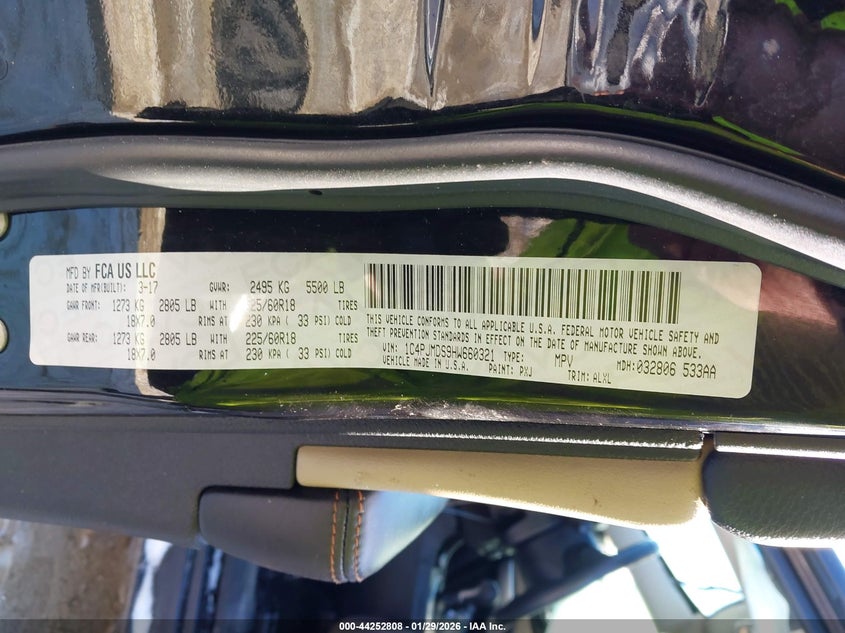 MFD BY FCA US LLC
DATE OF MFR(BUILT): 3-17 GVWR: 2495 KG 5500 LB
GAWR FRONT: 1273 KG 2805 LB WITH 225/60R18 TIRES
18X7.0 RIMS AT 230 KPA ( 33 PSI) COLD
GAWR REAR: 1273 KG 2805 LB WITH 225/60R18 TIRES
18X7.0 RIMS AT 230 KPA ( 33 PSI) COLD
THIS VEHICLE CONFORMS TO ALL APPLICABLE U.S.A. FEDERAL MOTOR VEHICLE SAFETY AND
THEFT PREVENTION STANDARDS IN EFFECT ON THE DATE OF MANUFACTURE SHOWN ABOVE.
VIN: 1C4PJMDS9HW660321 TYPE: MPV MDH:032806 533AA
VEHICLE MADE IN U.S.A. PAINT: PXJ TRIM: ALXL
000-44252808 - 01/29/2026 - IAA Inc.